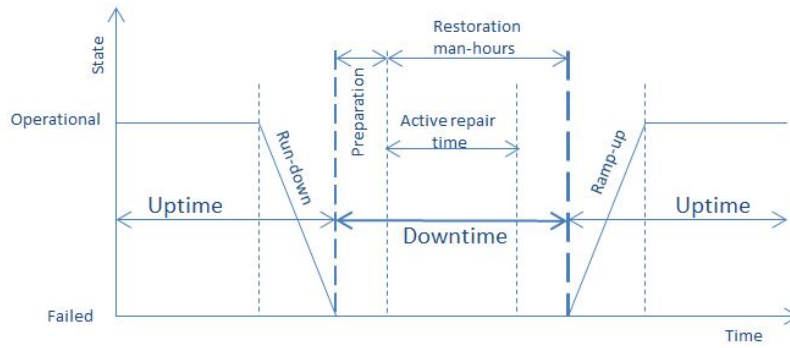 State
Restoration
man-hours
Preparation
Operational
Active repair
time
Run-down
Ramp-up
Uptime
Uptime
Downtime
Failed
Time